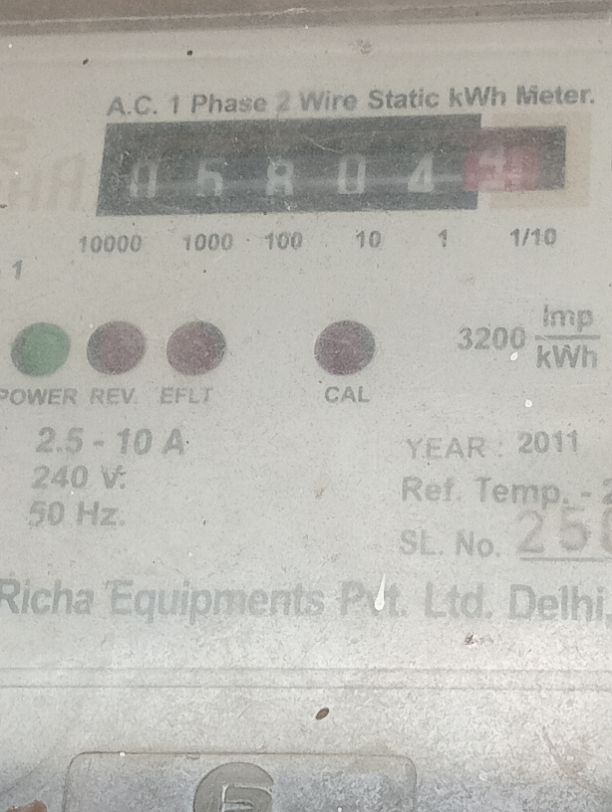 A.C. 1 Phase 2 Wire Static kWh Meter.
0 5 8 0 4
10000 1000 100 10 1 1/10
1
3200 Imp/kWh
POWER REV. EFLT CAL
2.5 - 10 A
YEAR : 2011
240 V.
Ref. Temp. -
50 Hz.
SL. No. 250
Richa Equipments Pvt. Ltd. Delhi.